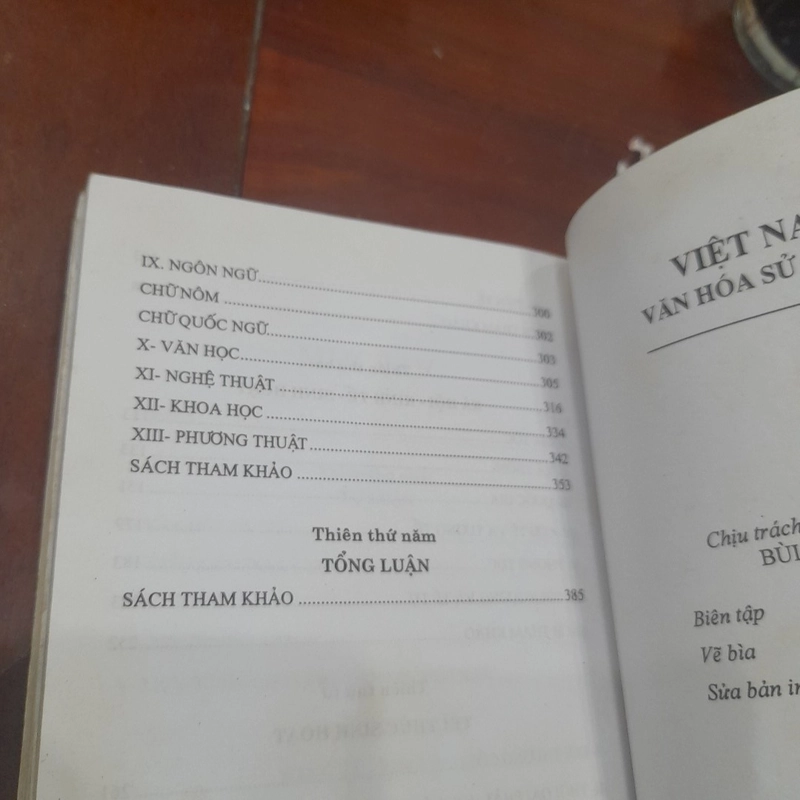 IX. NGÔN NGỮ........300
CHỮ NÔM........302
CHỮ QUỐC NGỮ........303
X- VĂN HỌC........305
XI- NGHỆ THUẬT........316
XII- KHOA HỌC........334
XIII- PHƯƠNG THUẬT........342
SÁCH THAM KHẢO........353
Thiên thứ năm
TỔNG LUẬN
SÁCH THAM KHẢO........385
VIỆT NA
VĂN HÓA SỬ
Chịu trách
BÙI
Biên tập
Vẽ bìa
Sửa bản in